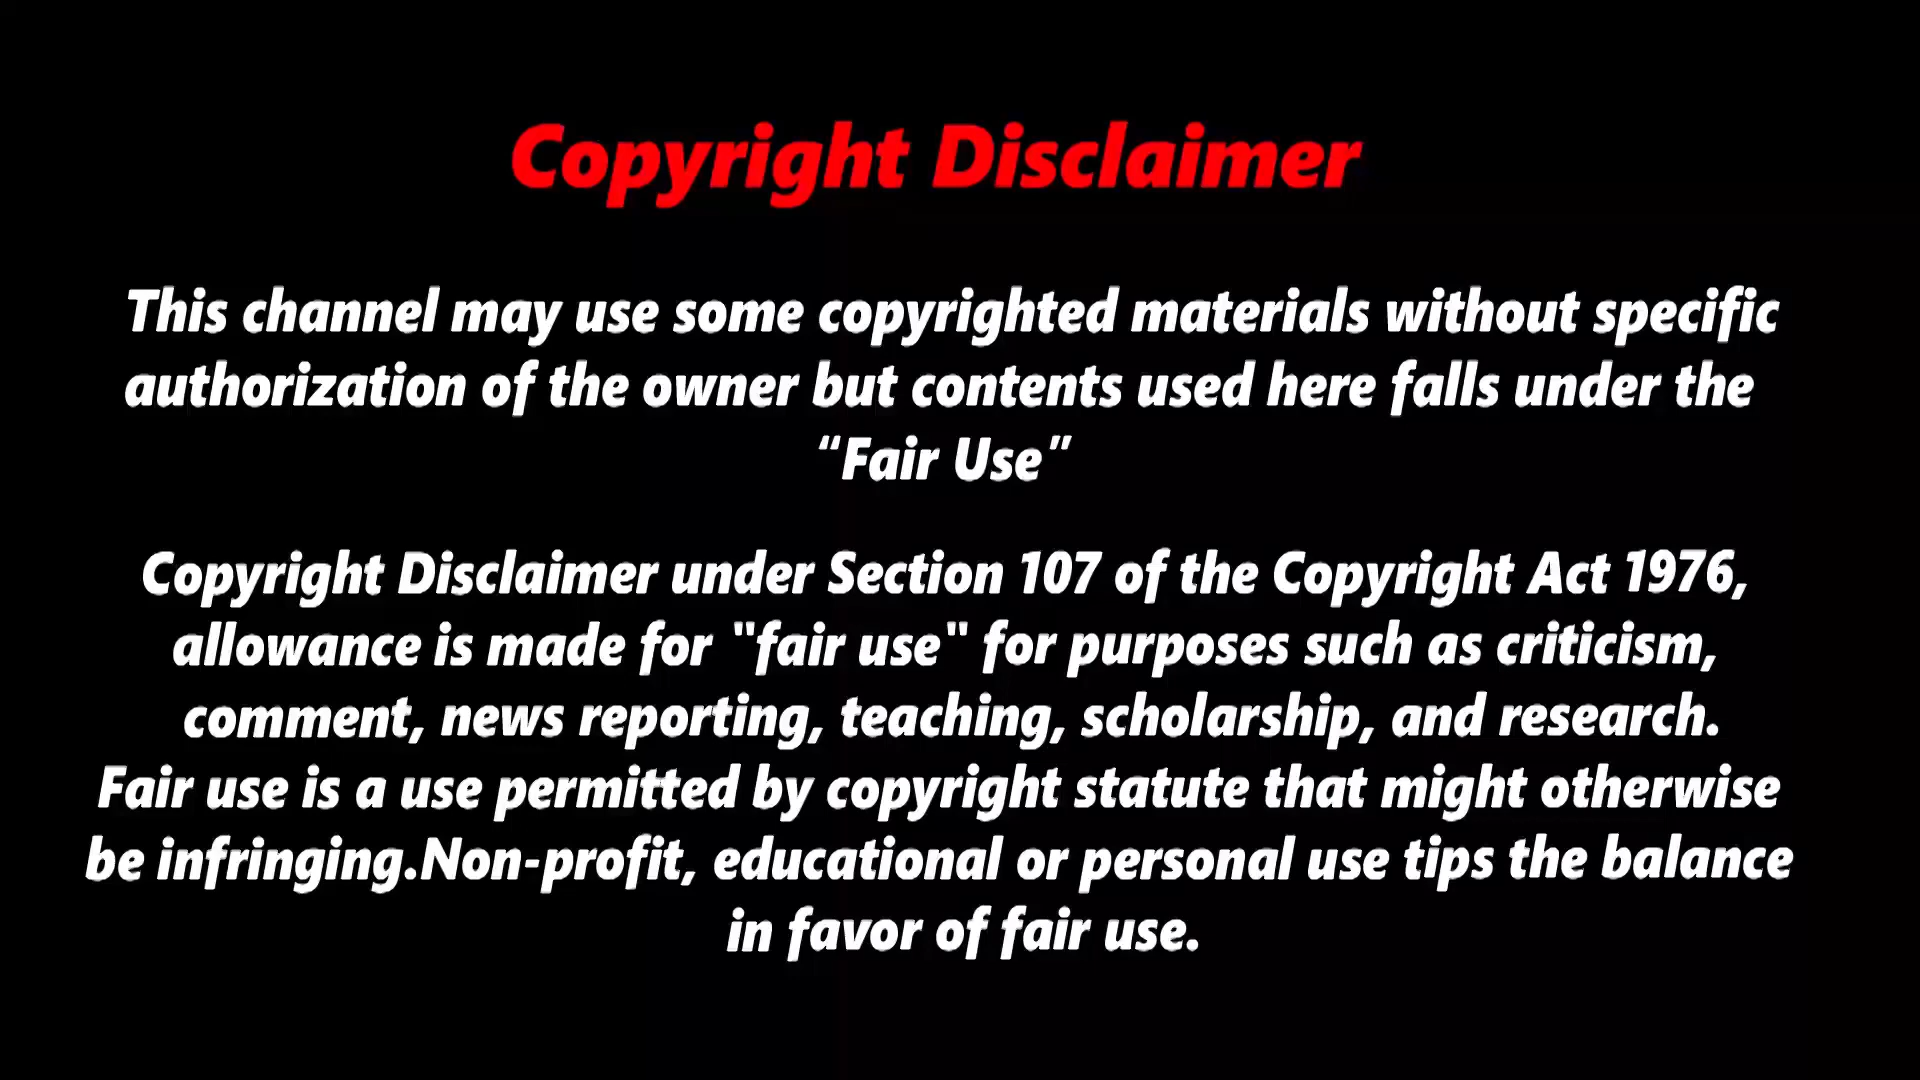 Copyright Disclaimer
This channel may use some copyrighted materials without specific
authorization of the owner but contents used here falls under the
“Fair Use”
Copyright Disclaimer under Section 107 of the Copyright Act 1976,
allowance is made for "fair use" for purposes such as criticism,
comment, news reporting, teaching, scholarship, and research.
Fair use is a use permitted by copyright statute that might otherwise
be infringing.Non-profit, educational or personal use tips the balance
in favor of fair use.